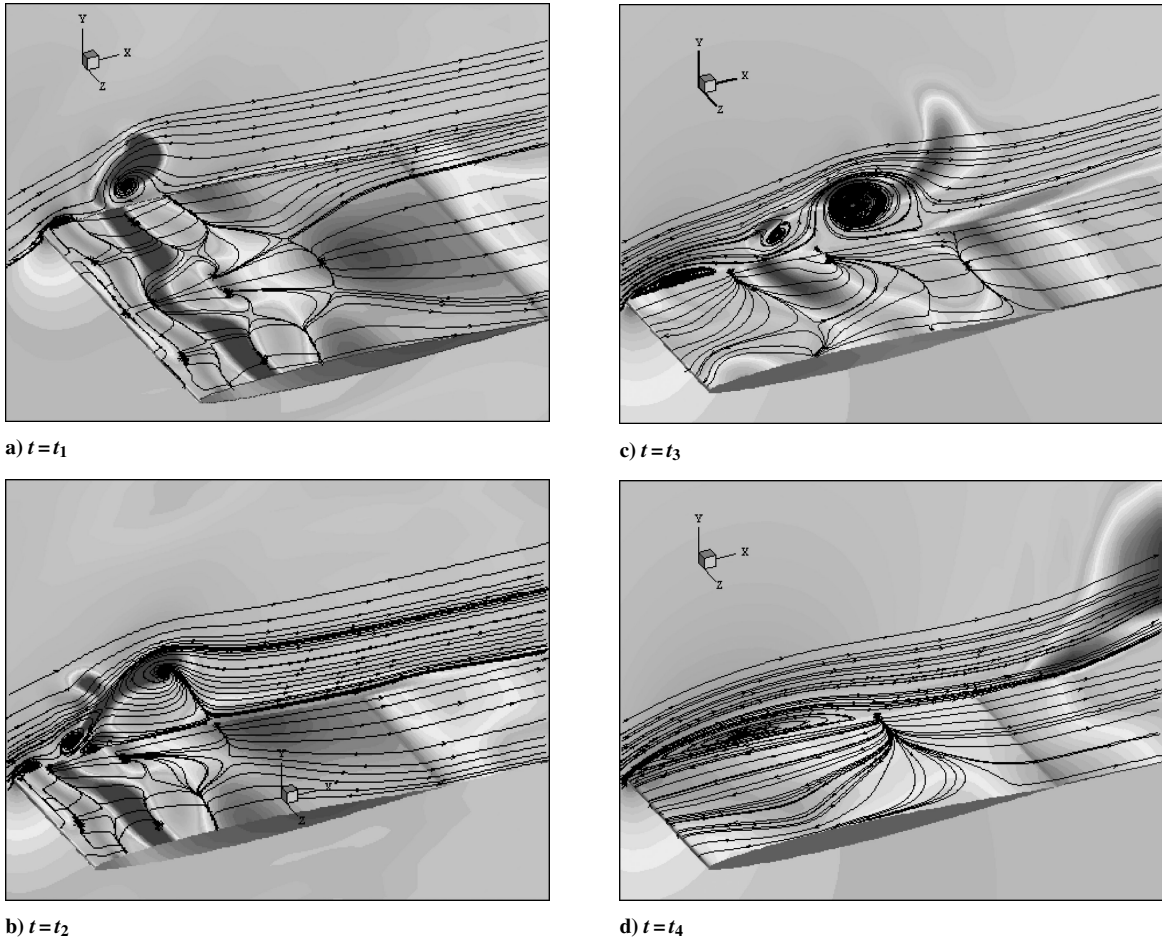 Y
X
Z
a) t = t1
Y
X
Z
c) t = t3
Y
X
Z
b) t = t2
Y
X
Z
d) t = t4